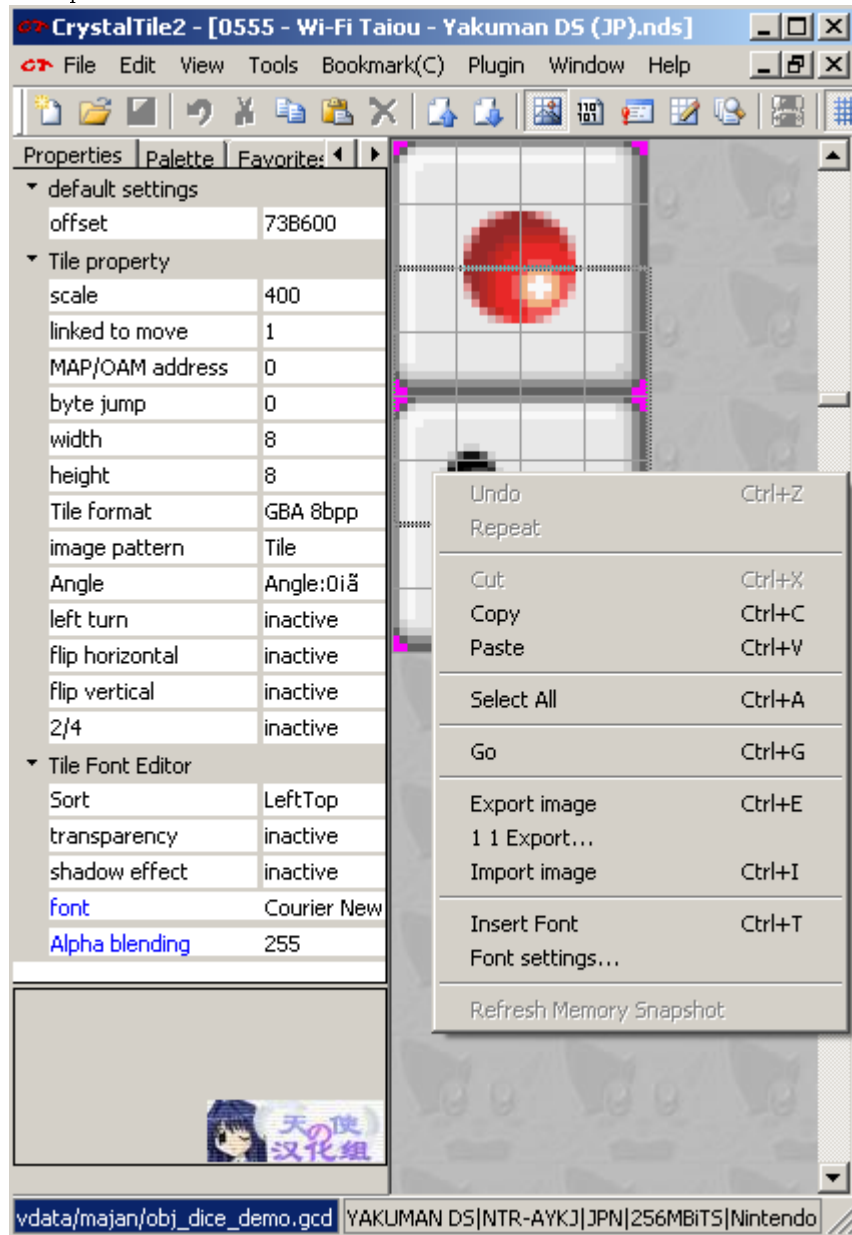 CrystalTile2 - [0555 - Wi-Fi Taiou - Yakuman DS (JP).nds]
File Edit View Tools Bookmark(C) Plugin Window Help
Properties Palette Favorites
default settings
offset 73B600
Tile property
scale 400
linked to move 1
MAP/OAM address 0
byte jump 0
width 8
height 8
Tile format GBA 8bpp
image pattern Tile
Angle Angle:0iã
left turn inactive
flip horizontal inactive
flip vertical inactive
2/4 inactive
Tile Font Editor
Sort LeftTop
transparency inactive
shadow effect inactive
font Courier New
Alpha blending 255
Undo Ctrl+Z
Repeat
Cut Ctrl+X
Copy Ctrl+C
Paste Ctrl+V
Select All Ctrl+A
Go Ctrl+G
Export image Ctrl+E
1 1 Export...
Import image Ctrl+I
Insert Font Ctrl+T
Font settings...
Refresh Memory Snapshot
天の使
汉化组
vdata/majan/obj_dice_demo.gcd YAKUMAN DS|NTR-AYKJ|JPN|256MBiTS|Nintendo